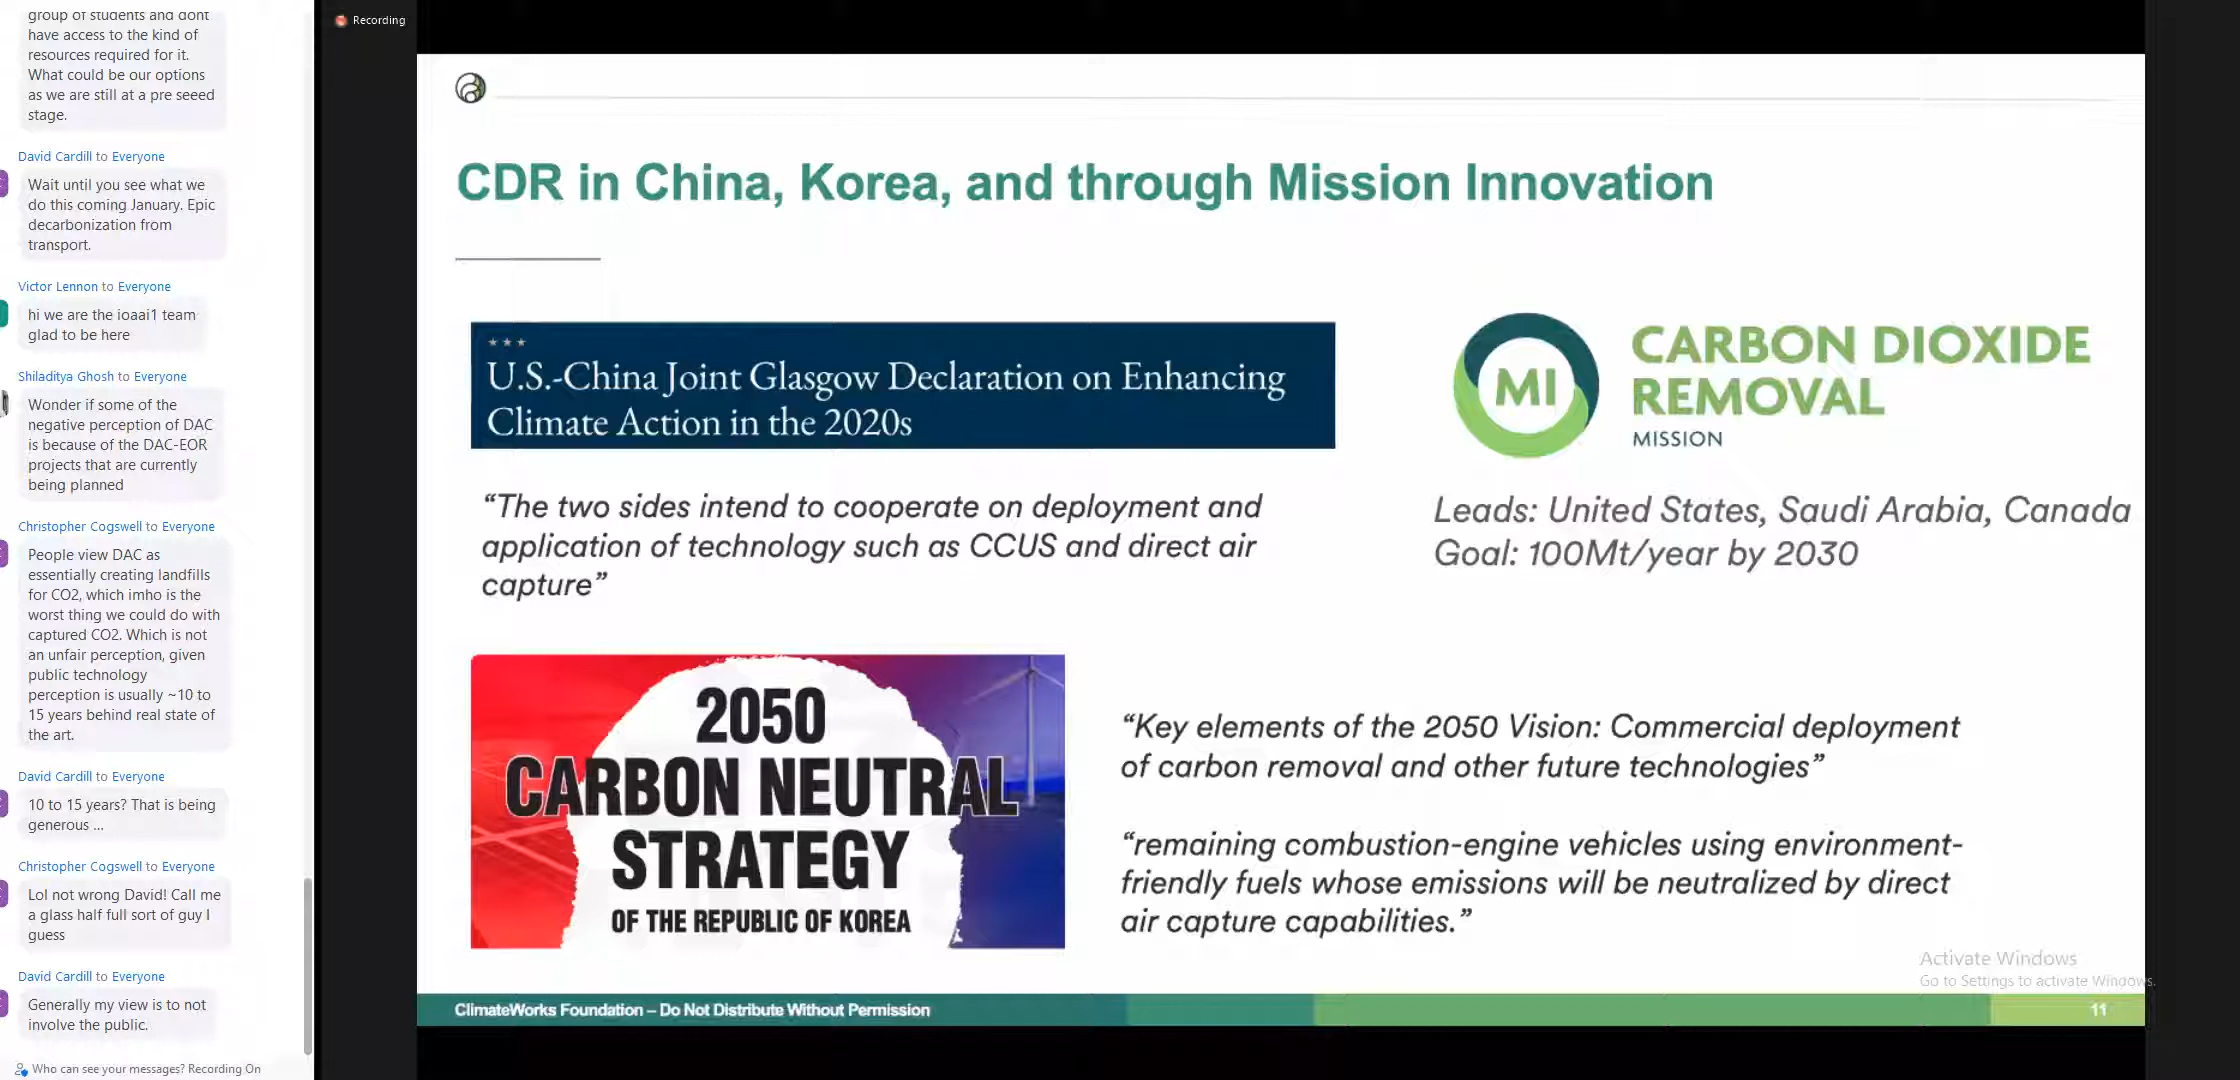 group of students and dont
have access to the kind of
resources required for it.
What could be our options
as we are still at a pre seeed
stage.
David Cardill to Everyone
Wait until you see what we
do this coming January. Epic
decarbonization from
transport.
Victor Lennon to Everyone
hi we are the ioaai1 team
glad to be here
Shiladitya Ghosh to Everyone
Wonder if some of the
negative perception of DAC
is because of the DAC-EOR
projects that are currently
being planned
Christopher Cogswell to Everyone
People view DAC as
essentially creating landfills
for CO2, which imho is the
worst thing we could do with
captured CO2. Which is not
an unfair perception, given
public technology
perception is usually ~10 to
15 years behind real state of
the art.
David Cardill to Everyone
10 to 15 years? That is being
generous ...
Christopher Cogswell to Everyone
Lol not wrong David! Call me
a glass half full sort of guy I
guess
David Cardill to Everyone
Generally my view is to not
involve the public.
Who can see your messages? Recording On
Recording
CDR in China, Korea, and through Mission Innovation
U.S.-China Joint Glasgow Declaration on Enhancing
Climate Action in the 2020s
“The two sides intend to cooperate on deployment and
application of technology such as CCUS and direct air
capture”
MI
CARBON DIOXIDE
REMOVAL
MISSION
Leads: United States, Saudi Arabia, Canada
Goal: 100Mt/year by 2030
2050
CARBON NEUTRAL
STRATEGY
OF THE REPUBLIC OF KOREA
“Key elements of the 2050 Vision: Commercial deployment
of carbon removal and other future technologies”
“remaining combustion-engine vehicles using environment-
friendly fuels whose emissions will be neutralized by direct
air capture capabilities.”
Activate Windows
Go to Settings to activate Windows.
ClimateWorks Foundation – Do Not Distribute Without Permission
11